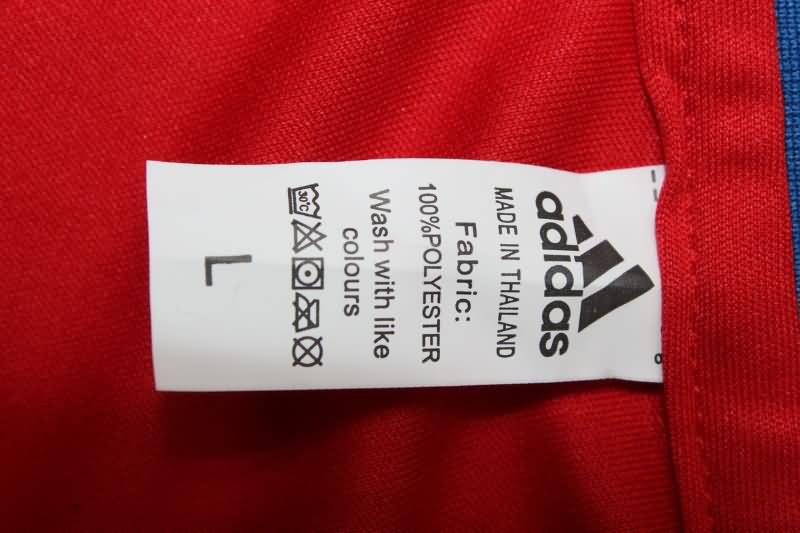 adidas
MADE IN THAILAND
Fabric:
100%POLYESTER
Wash with like
colours
30°C
L